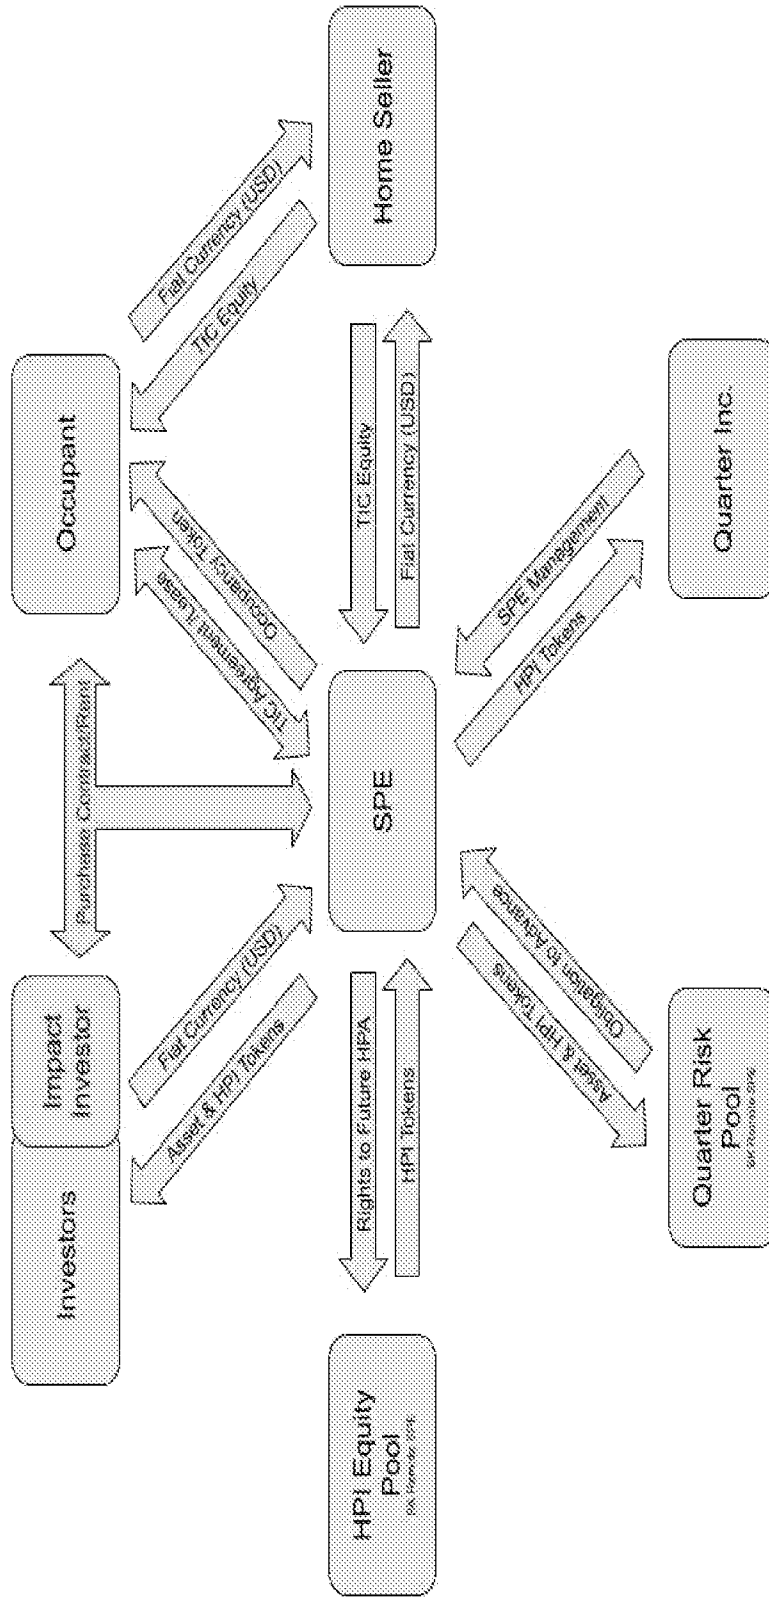 Investors
Impact
Investor
Purchase Contract/Rent
Occupant
Fiat Currency (USD)
Asset & HPI Tokens
TIC Agreement / Lease
Occupancy Token
Fiat Currency (USD)
TIC Equity
HPI Equity
Pool
Rights to Future HPA
HPI Tokens
SPE
TIC Equity
Fiat Currency (USD)
Home Seller
Obligation to Advance
Asset & HPI Tokens
SPE Management
HPI Tokens
Quarter Risk
Pool
Quarter Inc.